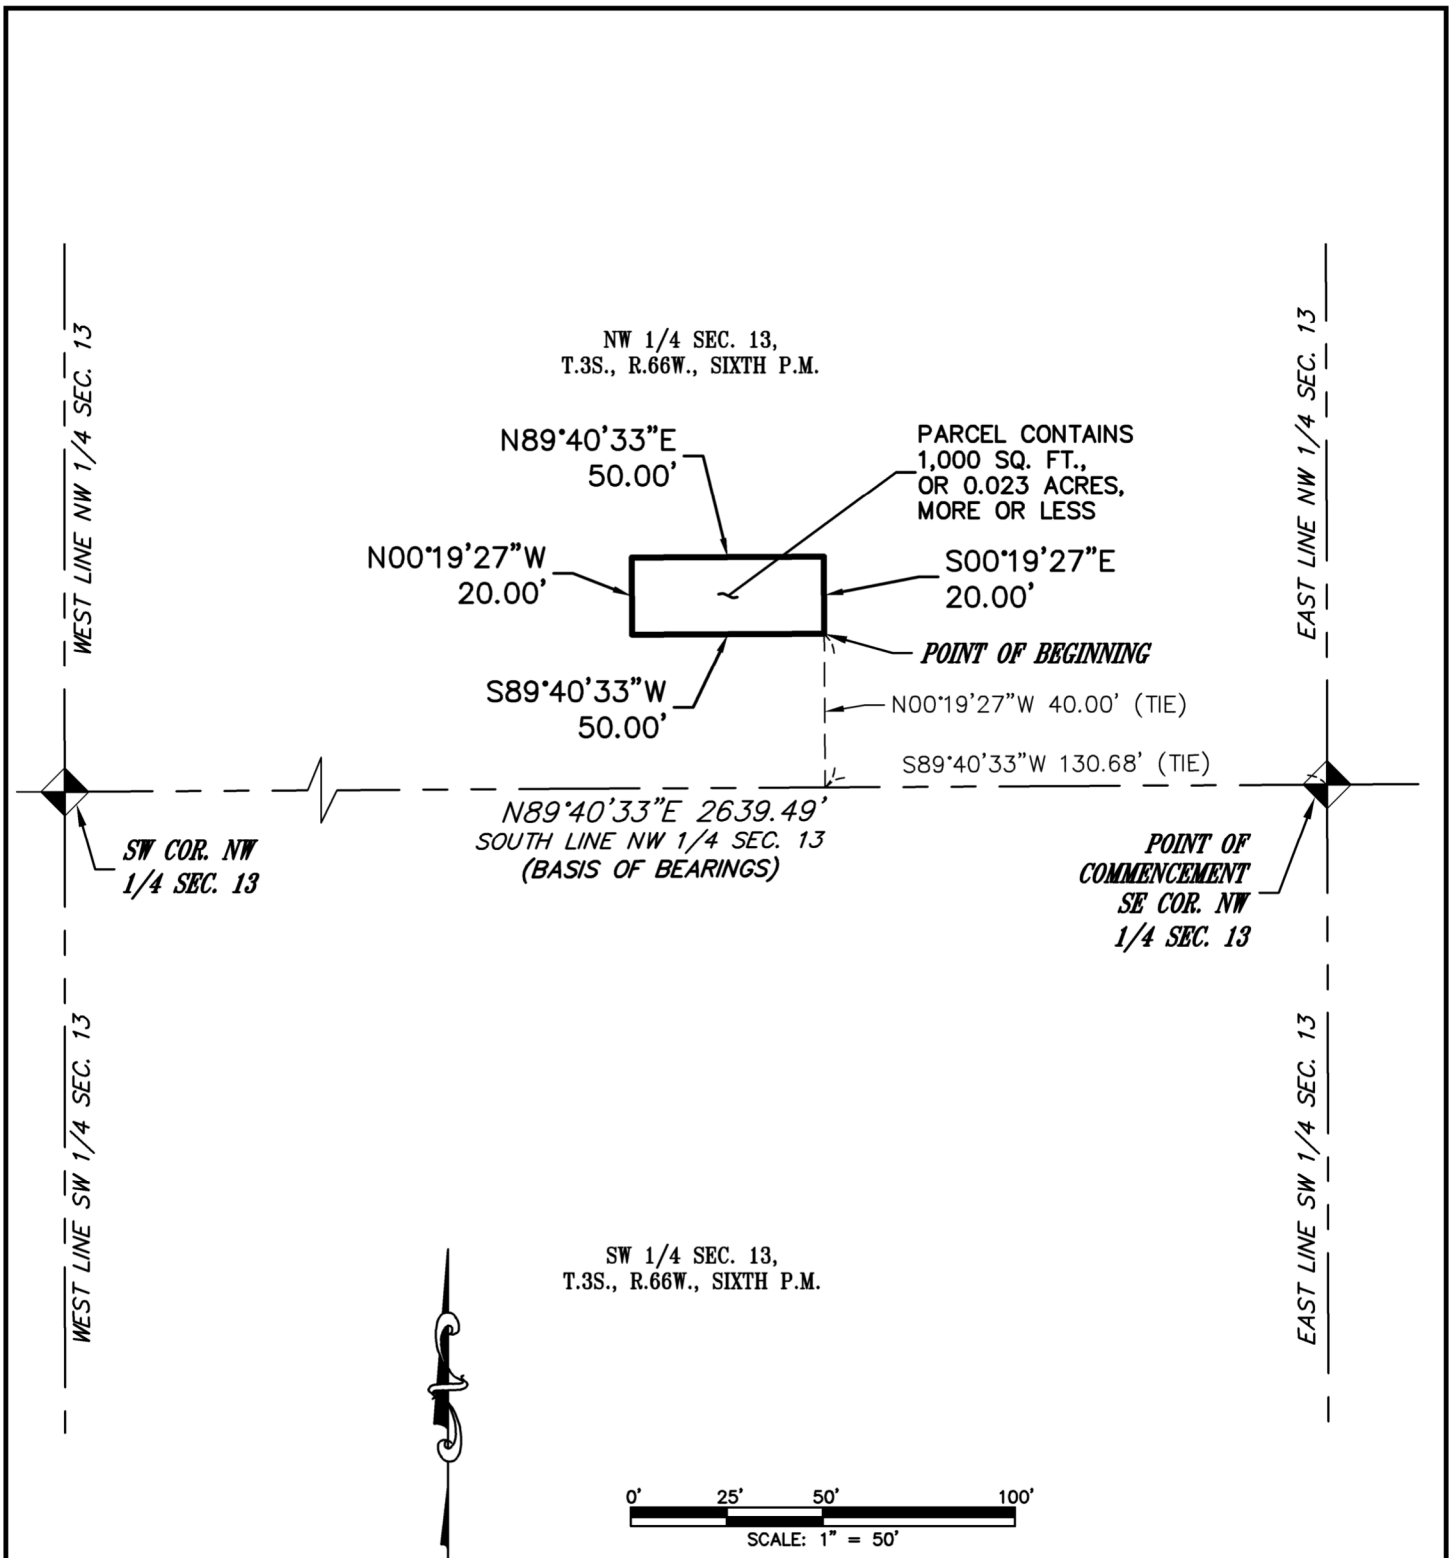 NW 1/4 SEC. 13,
T.3S., R.66W., SIXTH P.M.
WEST LINE NW 1/4 SEC. 13
EAST LINE NW 1/4 SEC. 13
N89°40'33"E
50.00'
PARCEL CONTAINS
1,000 SQ. FT.,
OR 0.023 ACRES,
MORE OR LESS
N00°19'27"W
20.00'
S00°19'27"E
20.00'
POINT OF BEGINNING
S89°40'33"W
50.00'
N00°19'27"W 40.00' (TIE)
S89°40'33"W 130.68' (TIE)
N89°40'33"E 2639.49'
SOUTH LINE NW 1/4 SEC. 13
(BASIS OF BEARINGS)
SW COR. NW
1/4 SEC. 13
POINT OF
COMMENCEMENT
SE COR. NW
1/4 SEC. 13
WEST LINE SW 1/4 SEC. 13
EAST LINE SW 1/4 SEC. 13
SW 1/4 SEC. 13,
T.3S., R.66W., SIXTH P.M.
0' 25' 50' 100'
SCALE: 1" = 50'